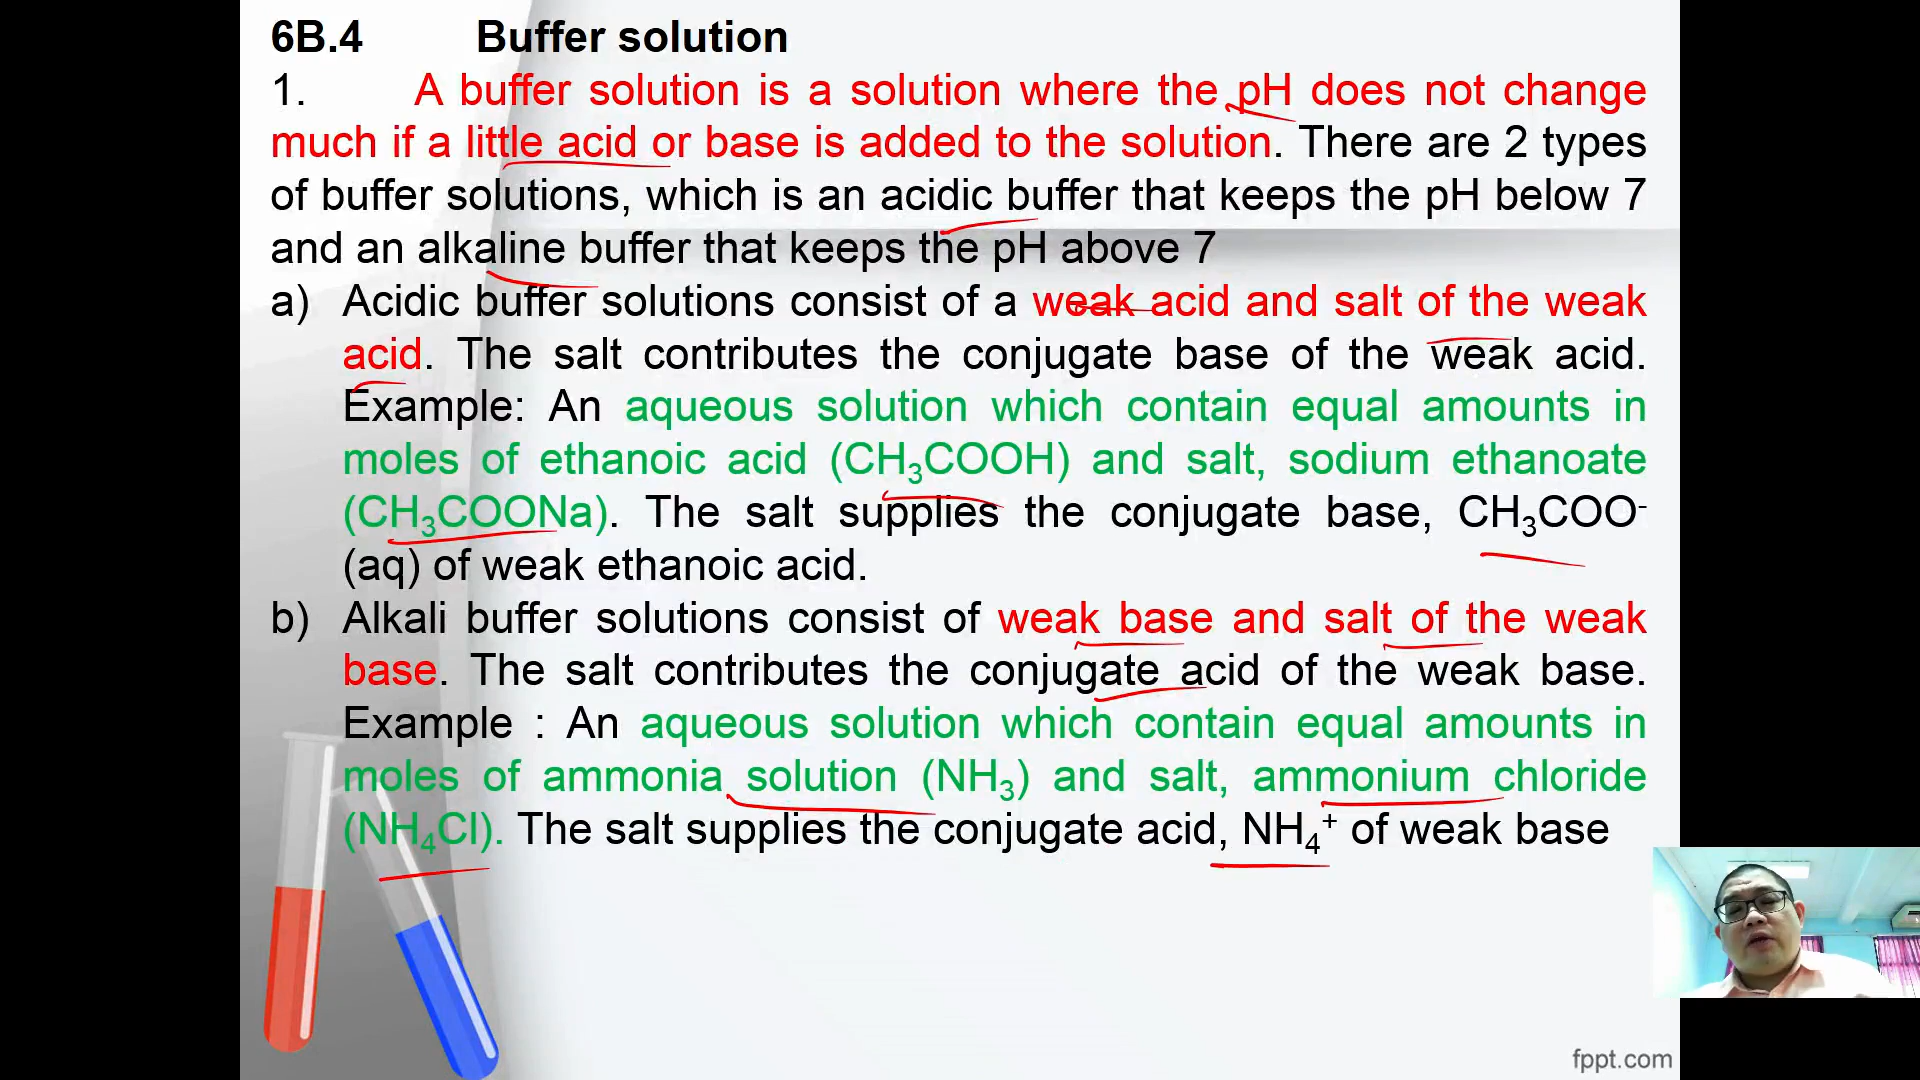 6B.4 Buffer solution
1. A buffer solution is a solution where the pH does not change
much if a little acid or base is added to the solution. There are 2 types
of buffer solutions, which is an acidic buffer that keeps the pH below 7
and an alkaline buffer that keeps the pH above 7
a) Acidic buffer solutions consist of a weak acid and salt of the weak
acid. The salt contributes the conjugate base of the weak acid.
Example: An aqueous solution which contain equal amounts in
moles of ethanoic acid (CH₃COOH) and salt, sodium ethanoate
(CH₃COONa). The salt supplies the conjugate base, CH₃COO⁻
(aq) of weak ethanoic acid.
b) Alkali buffer solutions consist of weak base and salt of the weak
base. The salt contributes the conjugate acid of the weak base.
Example : An aqueous solution which contain equal amounts in
moles of ammonia solution (NH₃) and salt, ammonium chloride
(NH₄Cl). The salt supplies the conjugate acid, NH₄⁺ of weak base
fppt.com